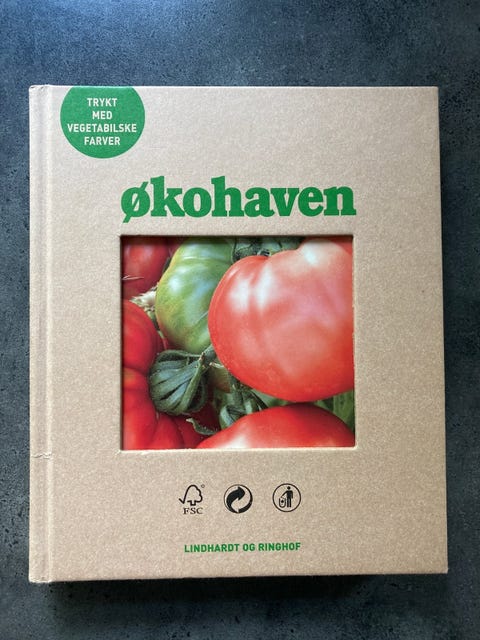 TRYKT
MED
VEGETABILSKE
FARVER
økohaven
FSC
LINDHARDT OG RINGHOF